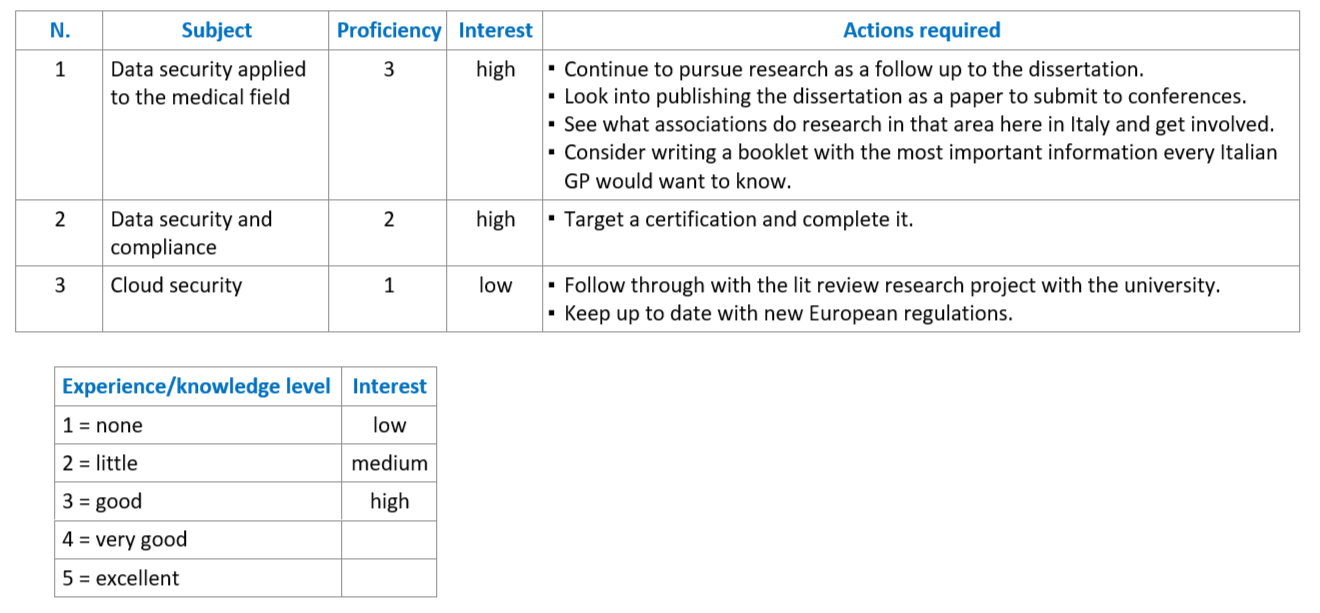 N. Subject Proficiency Interest Actions required
1 Data security applied 3 high ▪ Continue to pursue research as a follow up to the dissertation.
to the medical field ▪ Look into publishing the dissertation as a paper to submit to conferences.
▪ See what associations do research in that area here in Italy and get involved.
▪ Consider writing a booklet with the most important information every Italian
GP would want to know.
2 Data security and 2 high ▪ Target a certification and complete it.
compliance
3 Cloud security 1 low ▪ Follow through with the lit review research project with the university.
▪ Keep up to date with new European regulations.
Experience/knowledge level Interest
1 = none low
2 = little medium
3 = good high
4 = very good
5 = excellent